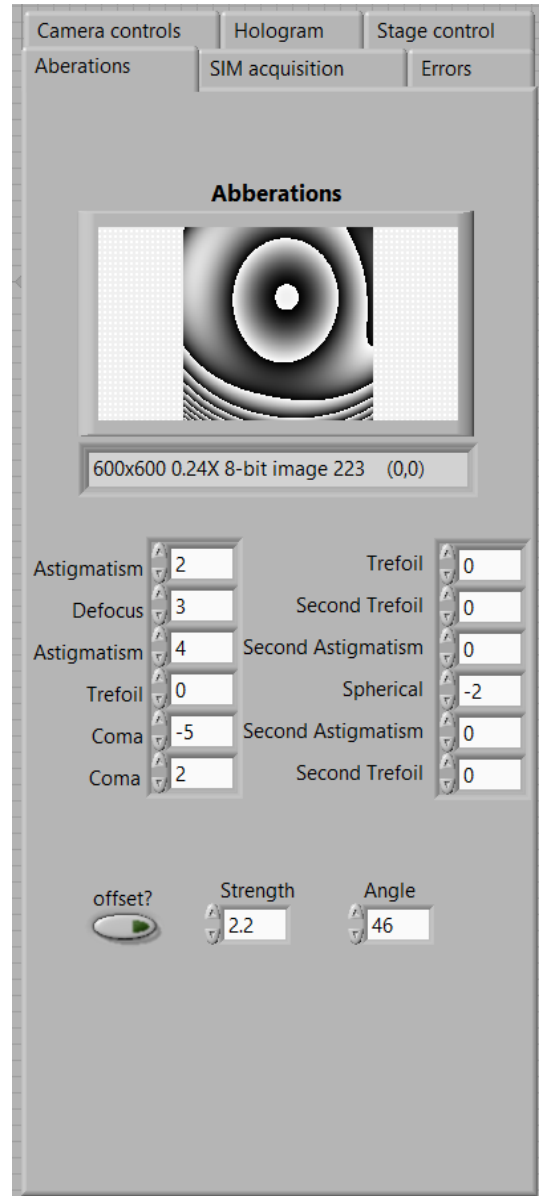 Camera controls Hologram Stage control
Aberations SIM acquisition Errors
Abberations
600x600 0.24X 8-bit image 223 (0,0)
Astigmatism 2
Defocus 3
Astigmatism 4
Trefoil 0
Coma -5
Coma 2
Trefoil 0
Second Trefoil 0
Second Astigmatism 0
Spherical -2
Second Astigmatism 0
Second Trefoil 0
offset? Strength Angle
2.2 46